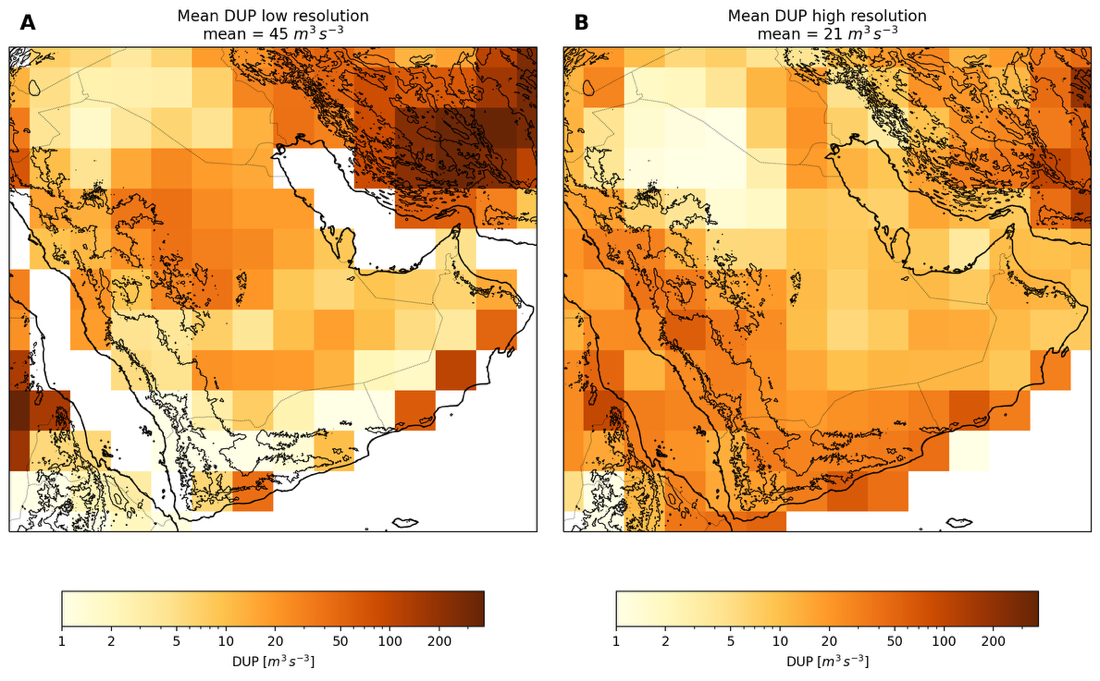 A
Mean DUP low resolution
mean = 45 m³ s⁻³
B
Mean DUP high resolution
mean = 21 m³ s⁻³
1 2 5 10 20 50 100 200
DUP [m³ s⁻³]
1 2 5 10 20 50 100 200
DUP [m³ s⁻³]